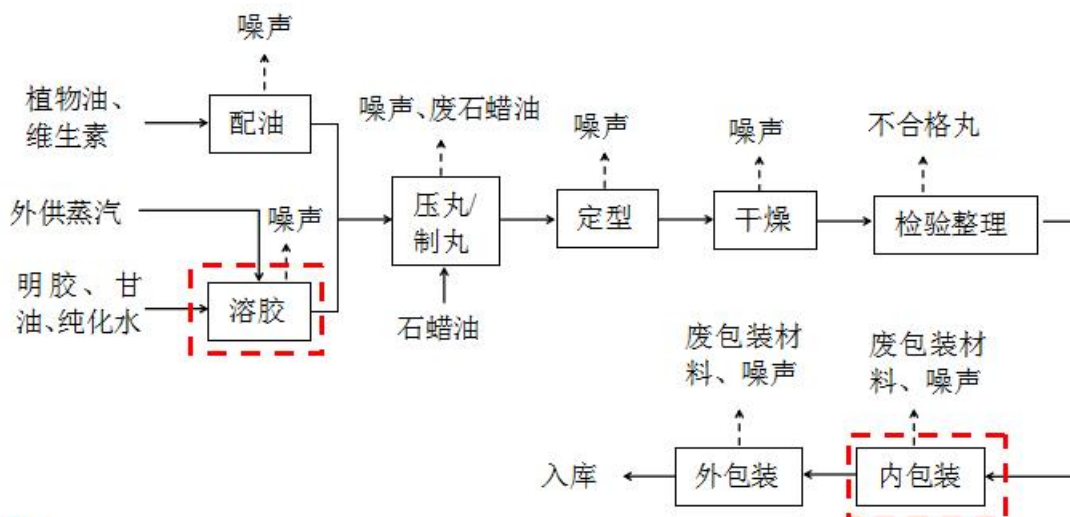 噪声
植物油、
维生素
配油
噪声、废石蜡油
噪声
噪声
不合格丸
外供蒸汽
噪声
压丸/
制丸
定型
干燥
检验整理
明胶、甘
油、纯化水
溶胶
石蜡油
废包装材
料、噪声
废包装材
料、噪声
入库
外包装
内包装